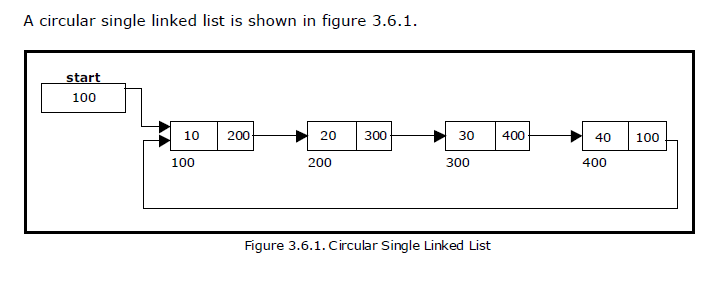 A circular single linked list is shown in figure 3.6.1.
start
100
10 200 20 300 30 400 40 100
100 200 300 400
Figure 3.6.1. Circular Single Linked List